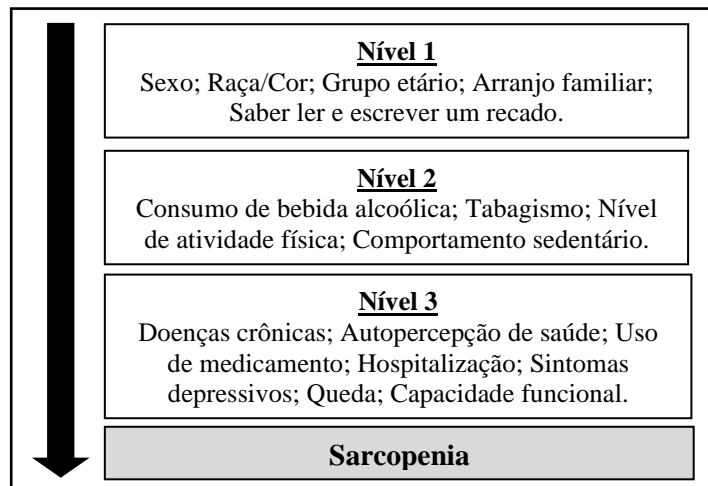 Nível 1
Sexo; Raça/Cor; Grupo etário; Arranjo familiar;
Saber ler e escrever um recado.
Nível 2
Consumo de bebida alcoólica; Tabagismo; Nível
de atividade física; Comportamento sedentário.
Nível 3
Doenças crônicas; Autopercepção de saúde; Uso
de medicamento; Hospitalização; Sintomas
depressivos; Queda; Capacidade funcional.
Sarcopenia